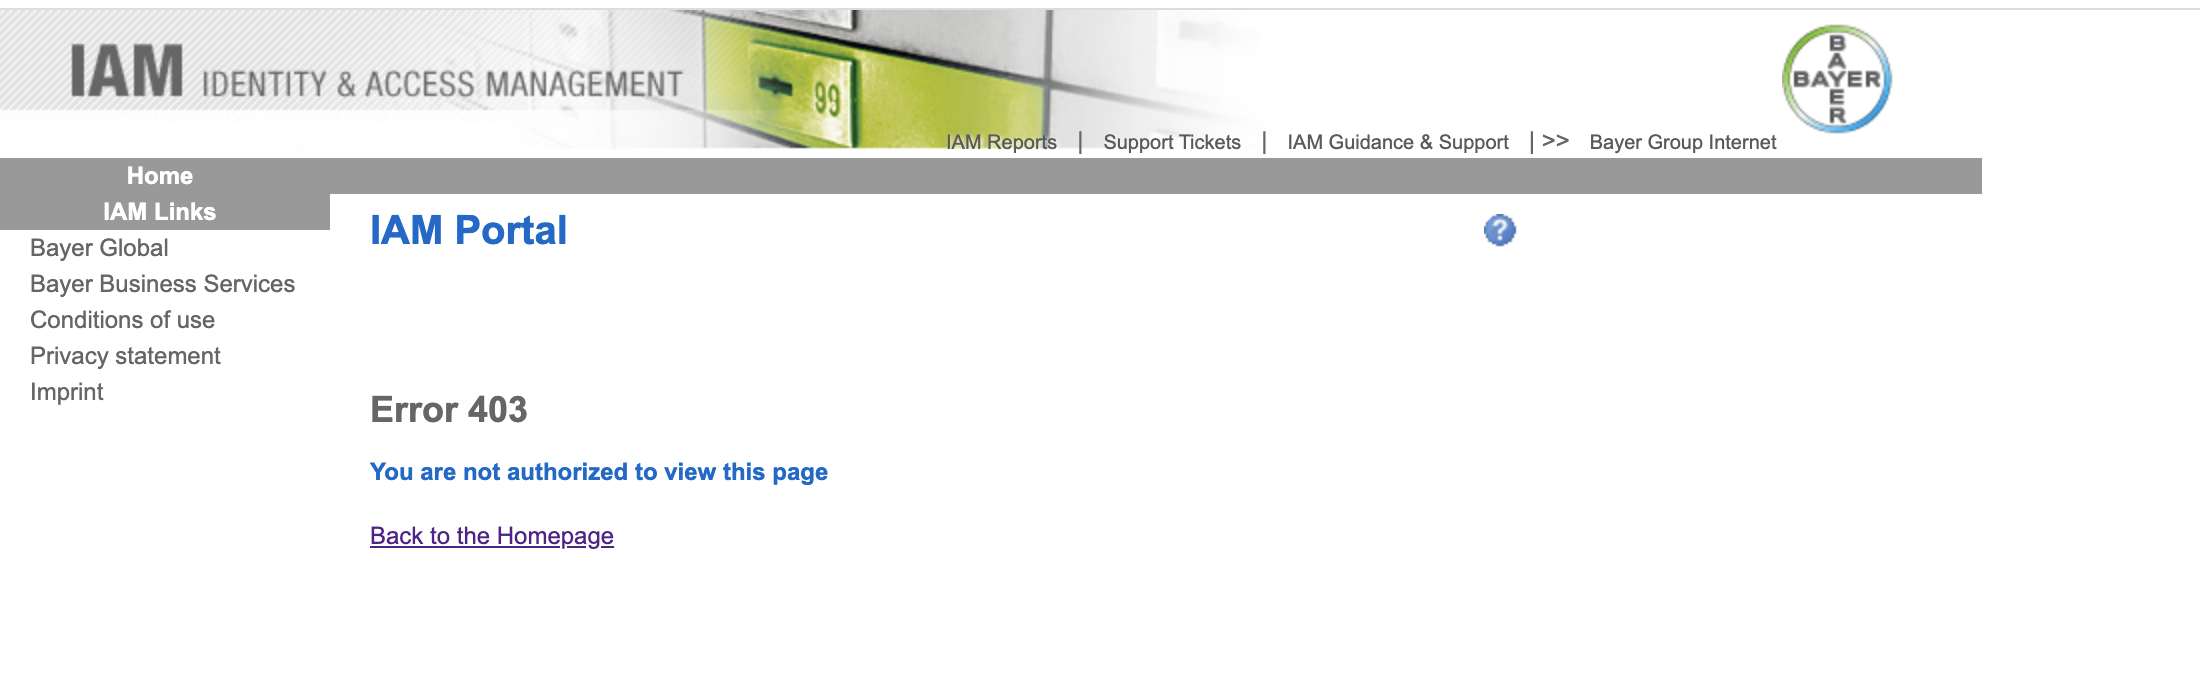 IAM IDENTITY & ACCESS MANAGEMENT
99
BAYER
BAYER
IAM Reports | Support Tickets | IAM Guidance & Support | >> Bayer Group Internet
Home
IAM Links
Bayer Global
Bayer Business Services
Conditions of use
Privacy statement
Imprint
IAM Portal
?
Error 403
You are not authorized to view this page
Back to the Homepage